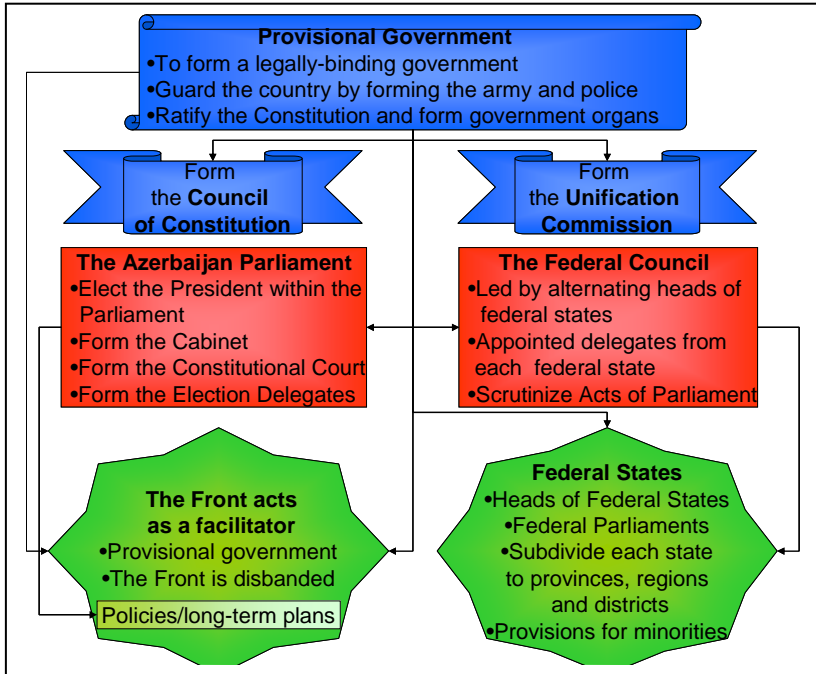 Provisional Government
•To form a legally-binding government
•Guard the country by forming the army and police
•Ratify the Constitution and form government organs
Form
the Council
of Constitution
Form
the Unification
Commission
The Azerbaijan Parliament
•Elect the President within the
Parliament
•Form the Cabinet
•Form the Constitutional Court
•Form the Election Delegates
The Federal Council
•Led by alternating heads of
federal states
•Appointed delegates from
each federal state
•Scrutinize Acts of Parliament
The Front acts
as a facilitator
•Provisional government
•The Front is disbanded
Policies/long-term plans
Federal States
•Heads of Federal States
•Federal Parliaments
•Subdivide each state
to provinces, regions
and districts
•Provisions for minorities